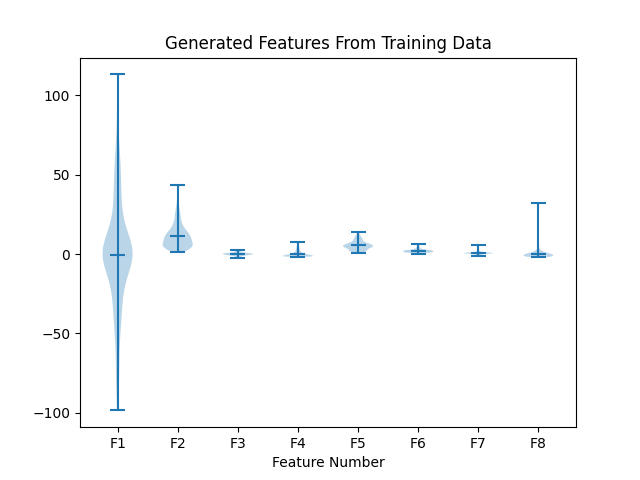 Generated Features From Training Data
100
50
0
−50
−100
F1 F2 F3 F4 F5 F6 F7 F8
Feature Number